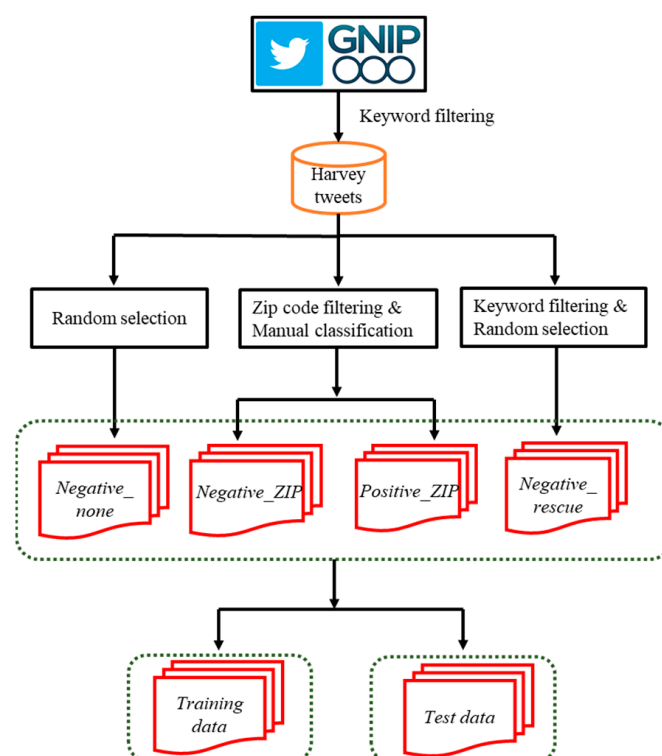 GNIP
Keyword filtering
Harvey
tweets
Random selection
Zip code filtering &
Manual classification
Keyword filtering &
Random selection
Negative_
none
Negative_ZIP
Positive_ZIP
Negative_
rescue
Training
data
Test data